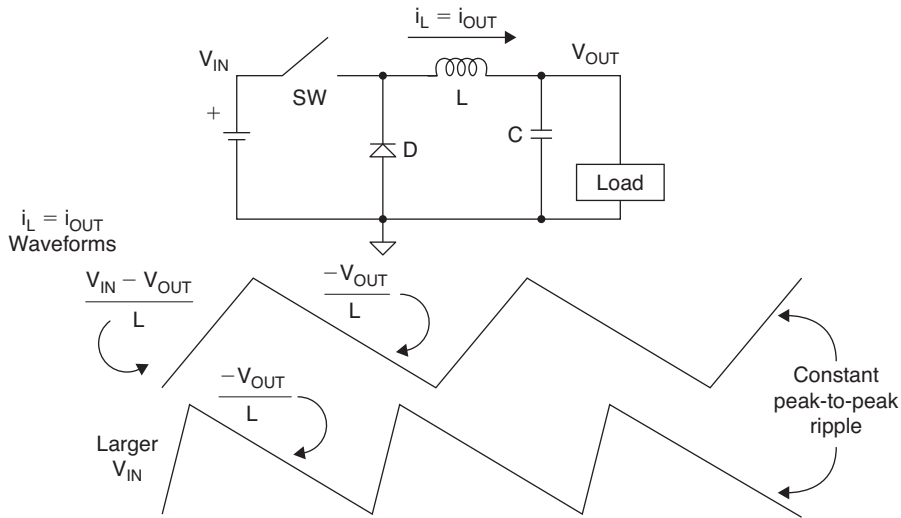 i_L = i_OUT
V_IN
V_OUT
SW
L
+
D
C
Load
i_L = i_OUT
Waveforms
V_IN − V_OUT
L
−V_OUT
L
−V_OUT
L
Constant
peak-to-peak
ripple
Larger
V_IN